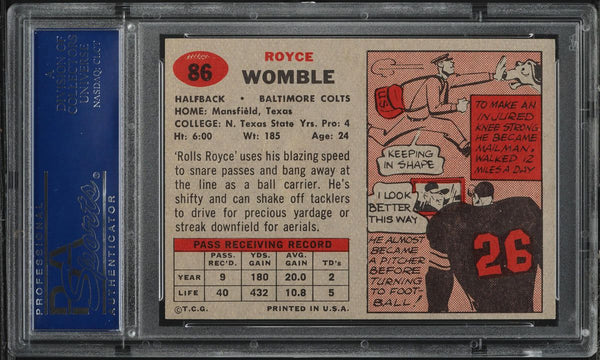 A
DIVISION OF
COLLECTORS
UNIVERSE
NASDAQ: CLCT
PROFESSIONAL
PSA
Sports
AUTHENTICATOR
86
ROYCE
WOMBLE
HALFBACK • BALTIMORE COLTS
HOME: Mansfield, Texas
COLLEGE: N. Texas State Yrs. Pro: 4
Ht: 6:00 Wt: 185 Age: 24
'Rolls Royce' uses his blazing speed
to snare passes and bang away
at the line as a ball carrier. He's
shifty and can shake off tacklers
to drive for precious yardage or
streak downfield for aerials.
PASS RECEIVING RECORD
PASS. YDS. AVG.
REC'D. GAIN GAIN TD's
YEAR 9 180 20.0 2
LIFE 40 432 10.8 5
©T.C.G. PRINTED IN U.S.A.
U.S.
TO MAKE AN
INJURED
KNEE STRONG
HE BECAME
MAILMAN,
WALKED 12
MILES A DAY
KEEPING
IN SHAPE
I LOOK
BETTER
THIS WAY
HE ALMOST
BECAME
A PITCHER
BEFORE
TURNING
TO FOOT-
BALL!
26